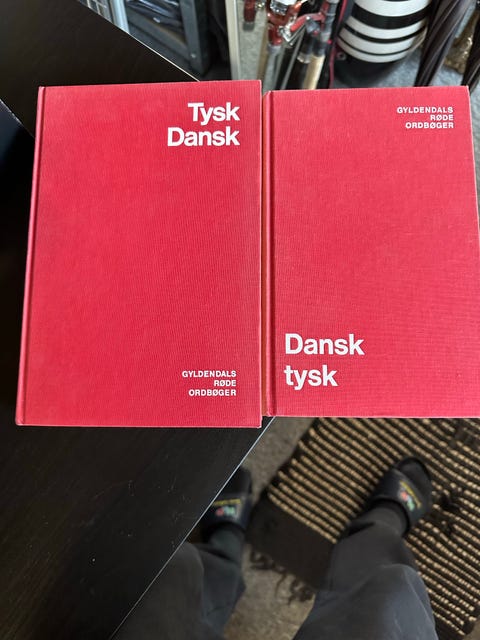 Tysk
Dansk
GYLDENDALS
RØDE
ORDBØGER
GYLDENDALS
RØDE
ORDBØGER
Dansk
tysk